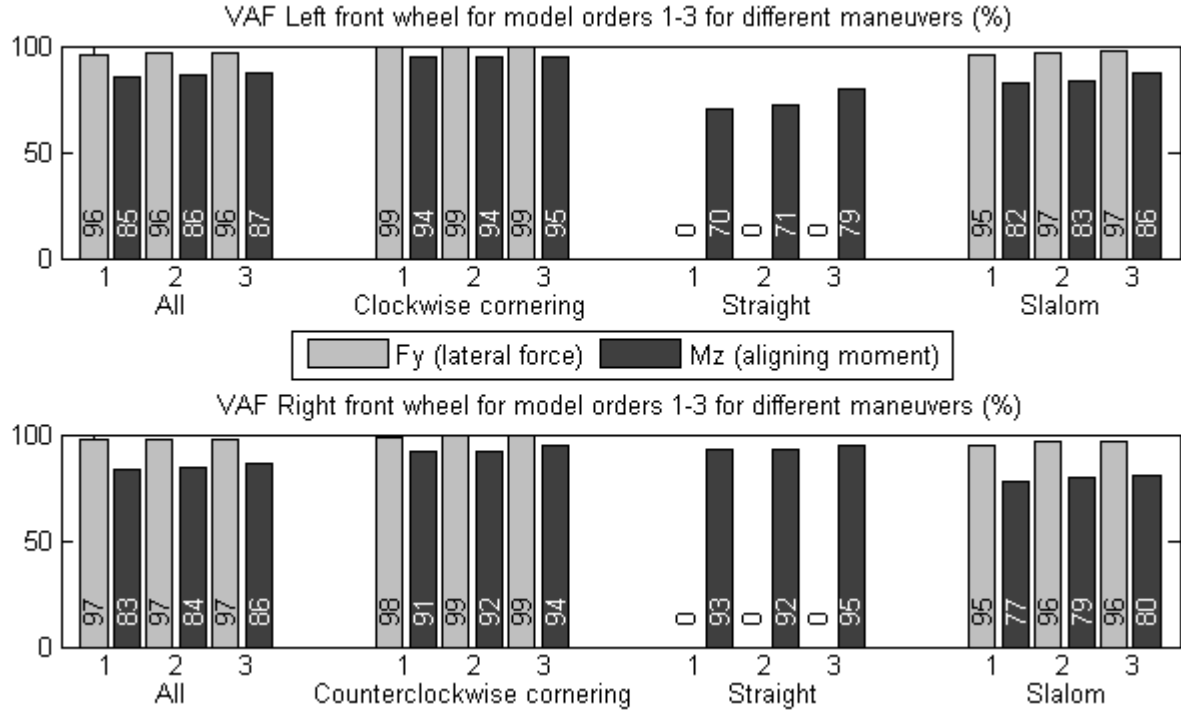 VAF Left front wheel for model orders 1-3 for different maneuvers (%)
100
50
0
96 85 96 86 96 87
99 94 99 94 99 95
0 70 0 71 0 79
95 82 97 83 97 86
1 2 3 1 2 3 1 2 3 1 2 3
All Clockwise cornering Straight Slalom
Fy (lateral force) Mz (aligning moment)
VAF Right front wheel for model orders 1-3 for different maneuvers (%)
100
50
0
97 83 97 84 97 86
98 91 99 92 99 94
0 93 0 92 0 95
95 77 96 79 96 80
1 2 3 1 2 3 1 2 3 1 2 3
All Counterclockwise cornering Straight Slalom